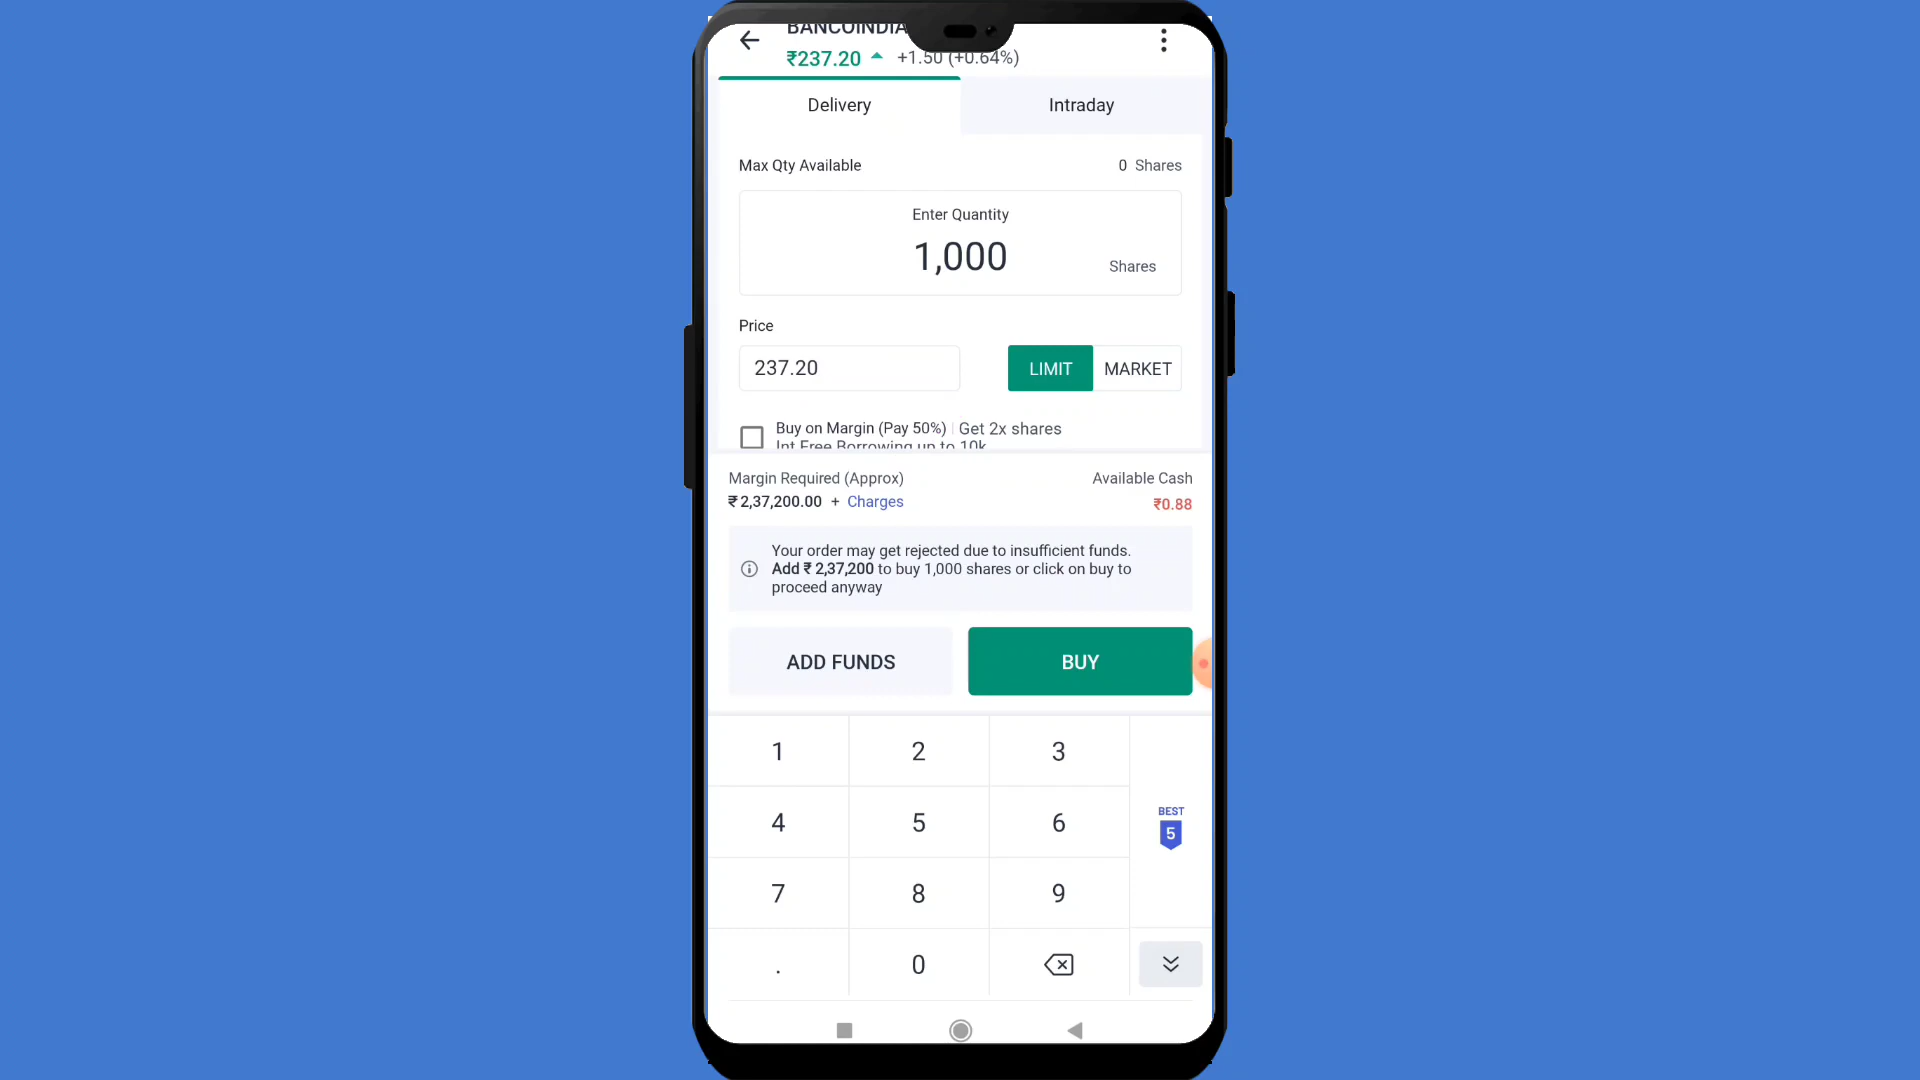 BANCOINDIA
₹237.20 +1.50 (+0.64%)
Delivery Intraday
Max Qty Available 0 Shares
Enter Quantity
1,000
Shares
Price
237.20 LIMIT MARKET
Buy on Margin (Pay 50%) | Get 2x shares
Int Free Borrowing up to 10k
Margin Required (Approx) Available Cash
₹2,37,200.00 + Charges ₹0.88
Your order may get rejected due to insufficient funds.
Add ₹ 2,37,200 to buy 1,000 shares or click on buy to
proceed anyway
ADD FUNDS BUY
1 2 3
BEST
4 5 6 5
7 8 9
. 0